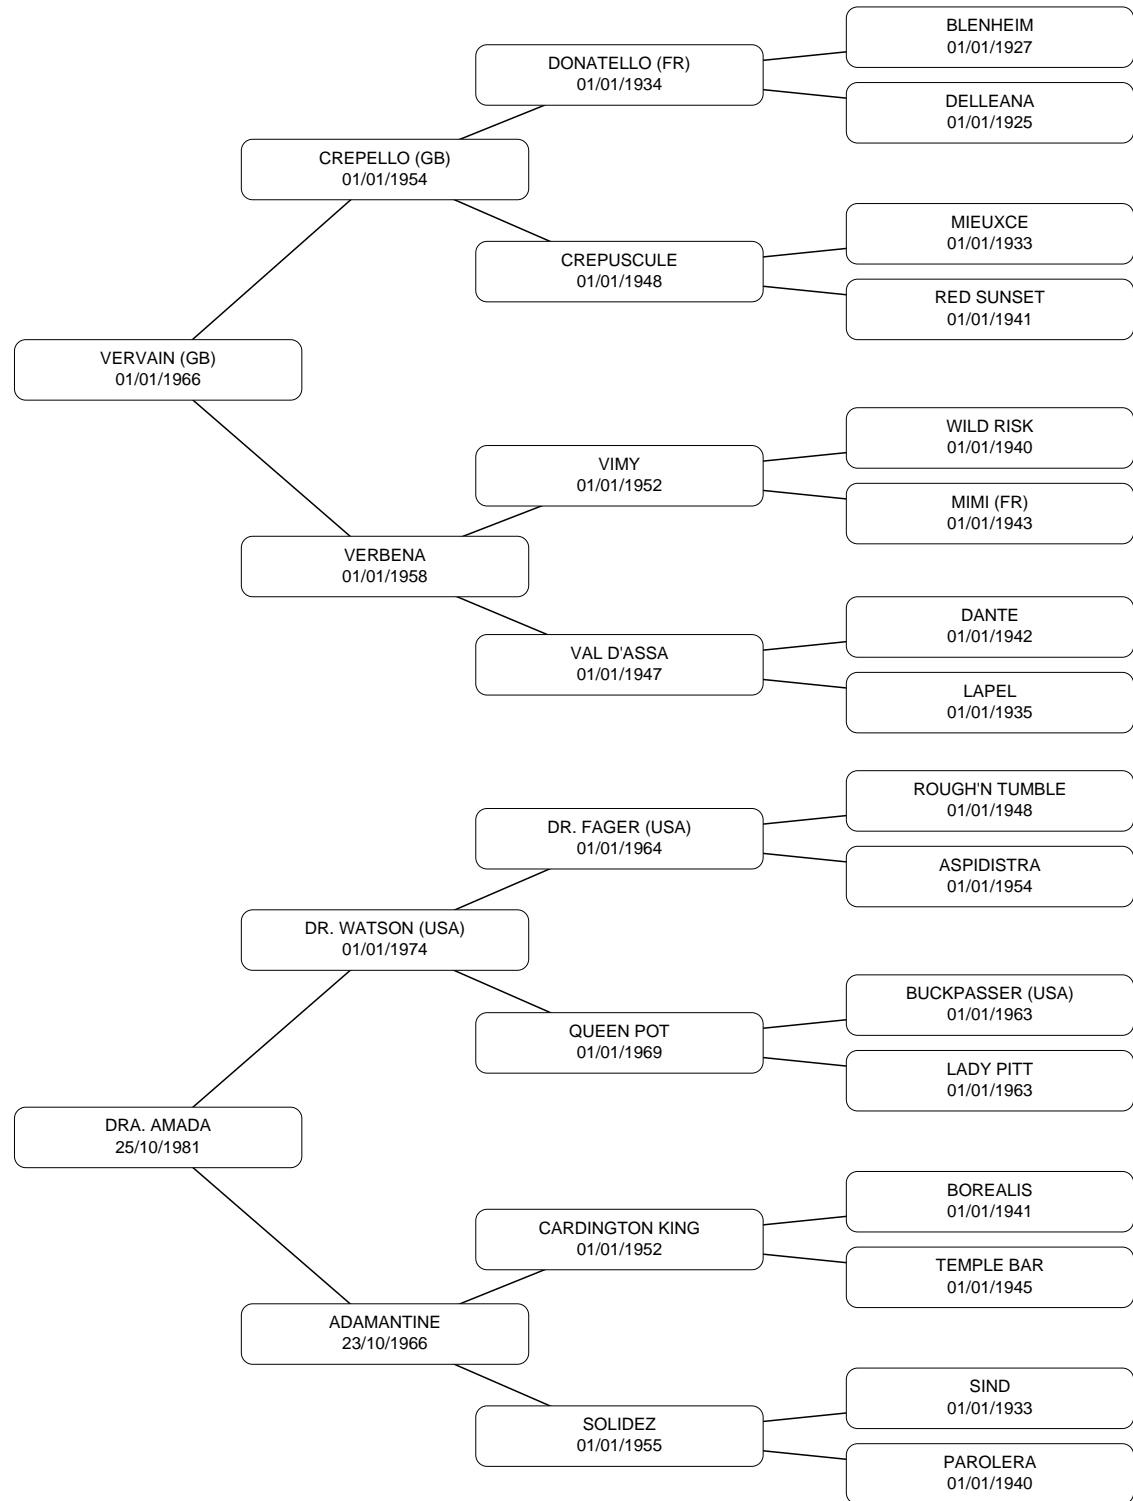 BLENHEIM
01/01/1927
DONATELLO (FR)
01/01/1934
DELLEANA
01/01/1925
CREPELLO (GB)
01/01/1954
MIEUXCE
01/01/1933
CREPUSCULE
01/01/1948
RED SUNSET
01/01/1941
VERVAIN (GB)
01/01/1966
WILD RISK
01/01/1940
VIMY
01/01/1952
MIMI (FR)
01/01/1943
VERBENA
01/01/1958
DANTE
01/01/1942
VAL D'ASSA
01/01/1947
LAPEL
01/01/1935
ROUGH'N TUMBLE
01/01/1948
DR. FAGER (USA)
01/01/1964
ASPIDISTRA
01/01/1954
DR. WATSON (USA)
01/01/1974
BUCKPASSER (USA)
01/01/1963
QUEEN POT
01/01/1969
LADY PITT
01/01/1963
DRA. AMADA
25/10/1981
BOREALIS
01/01/1941
CARDINGTON KING
01/01/1952
TEMPLE BAR
01/01/1945
ADAMANTINE
23/10/1966
SIND
01/01/1933
SOLIDEZ
01/01/1955
PAROLERA
01/01/1940